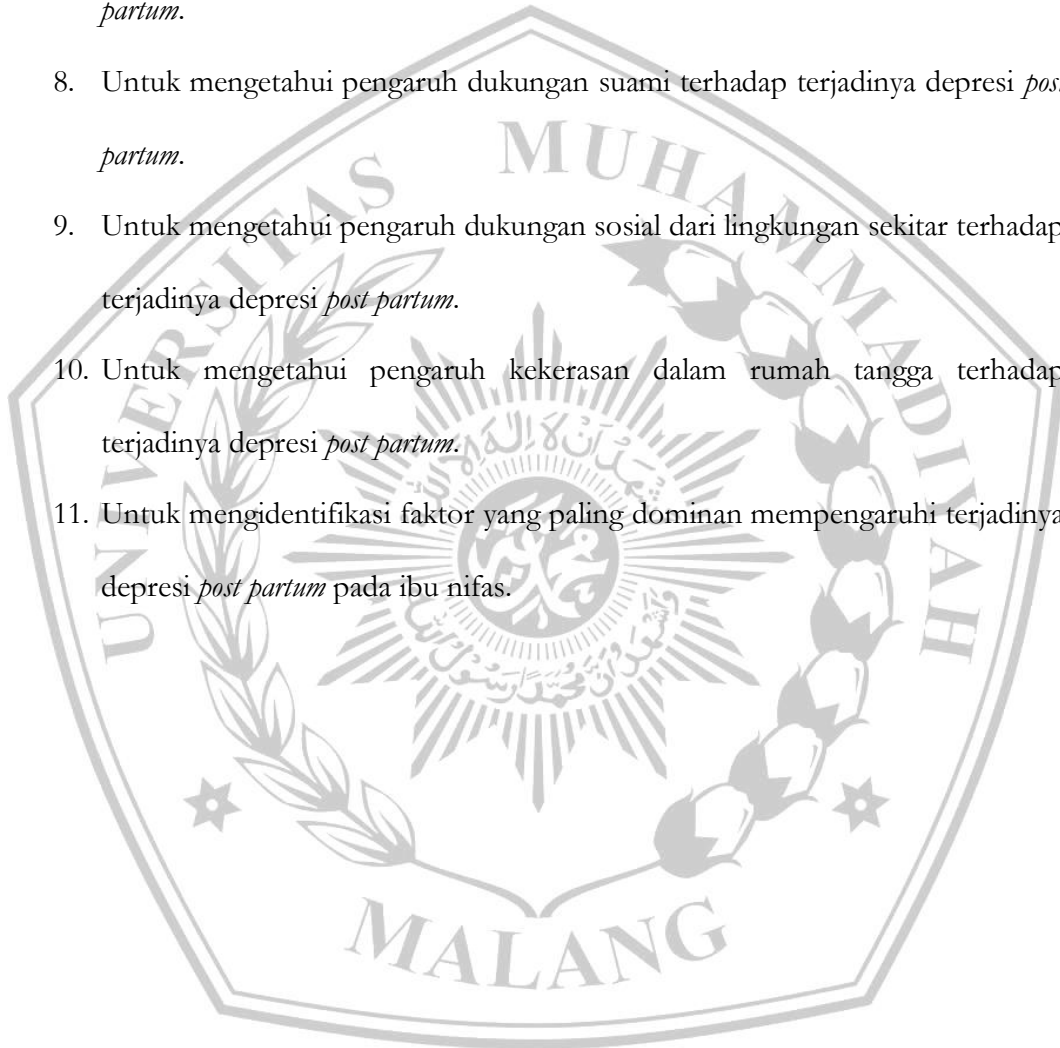 partum.
8. Untuk mengetahui pengaruh dukungan suami terhadap terjadinya depresi post
partum.
9. Untuk mengetahui pengaruh dukungan sosial dari lingkungan sekitar terhadap
terjadinya depresi post partum.
10. Untuk mengetahui pengaruh kekerasan dalam rumah tangga terhadap
terjadinya depresi post partum.
11. Untuk mengidentifikasi faktor yang paling dominan mempengaruhi terjadinya
depresi post partum pada ibu nifas.
UNIVERSITAS MUHAMMADIYAH
MALANG